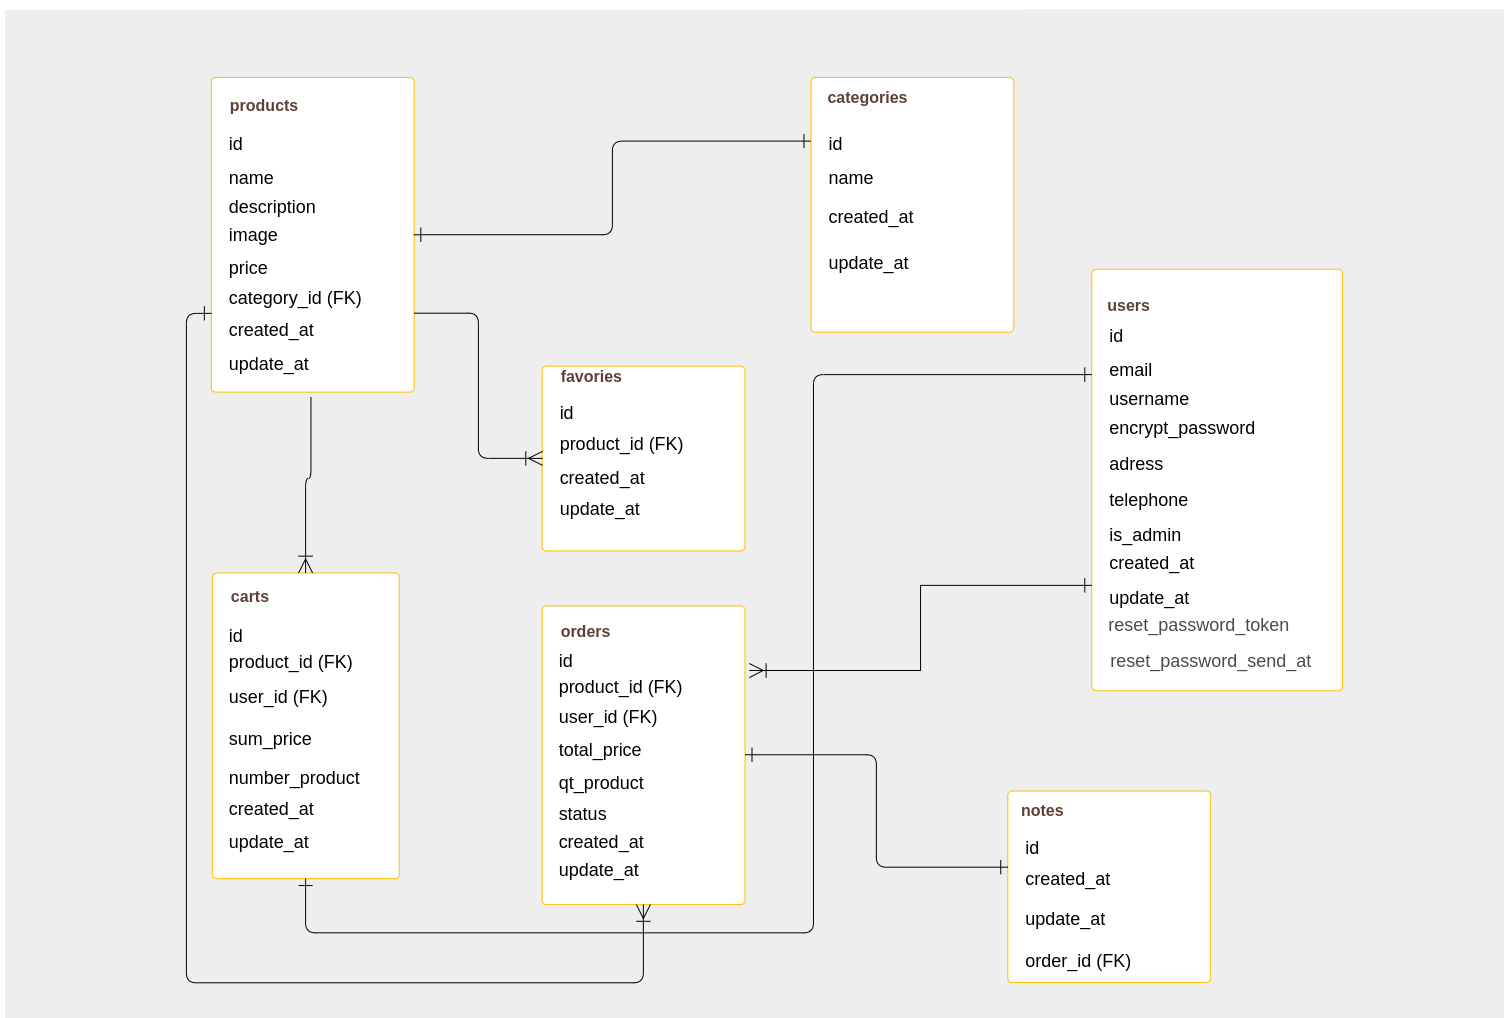 products
id
name
description
image
price
category_id (FK)
created_at
update_at
categories
id
name
created_at
update_at
users
id
email
username
encrypt_password
adress
telephone
is_admin
created_at
update_at
reset_password_token
reset_password_send_at
favories
id
product_id (FK)
created_at
update_at
carts
id
product_id (FK)
user_id (FK)
sum_price
number_product
created_at
update_at
orders
id
product_id (FK)
user_id (FK)
total_price
qt_product
status
created_at
update_at
notes
id
created_at
update_at
order_id (FK)